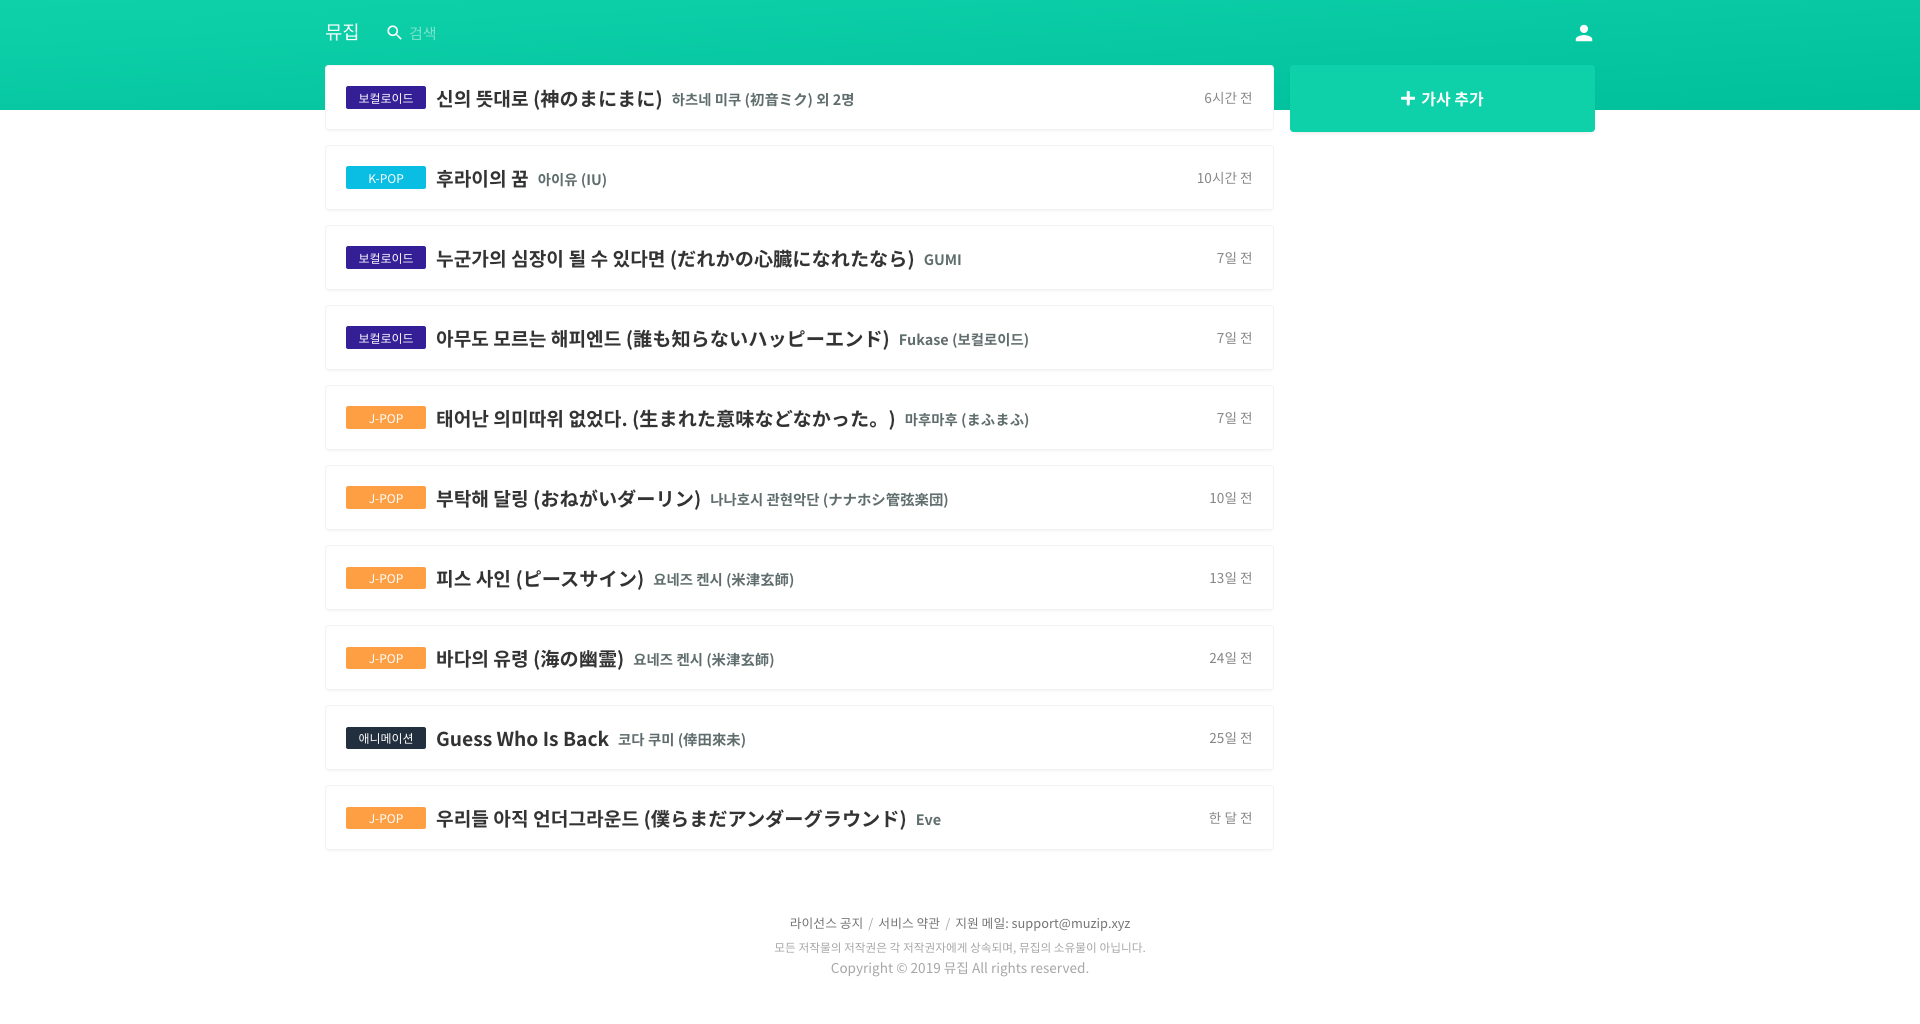 뮤집 검색
보컬로이드 신의 뜻대로 (神のまにまに) 하츠네 미쿠 (初音ミク) 외 2명 6시간 전
가사 추가
K-POP 후라이의 꿈 아이유 (IU) 10시간 전
보컬로이드 누군가의 심장이 될 수 있다면 (だれかの心臓になれたなら) GUMI 7일 전
보컬로이드 아무도 모르는 해피엔드 (誰も知らないハッピーエンド) Fukase (보컬로이드) 7일 전
J-POP 태어난 의미따위 없었다. (生まれた意味などなかった。) 마후마후 (まふまふ) 7일 전
J-POP 부탁해 달링 (おねがいダーリン) 나나호시 관현악단 (ナナホシ管弦楽団) 10일 전
J-POP 피스 사인 (ピースサイン) 요네즈 켄시 (米津玄師) 13일 전
J-POP 바다의 유령 (海の幽霊) 요네즈 켄시 (米津玄師) 24일 전
애니메이션 Guess Who Is Back 코다 쿠미 (倖田來未) 25일 전
J-POP 우리들 아직 언더그라운드 (僕らまだアンダーグラウンド) Eve 한 달 전
라이선스 공지 / 서비스 약관 / 지원 메일: support@muzip.xyz
모든 저작물의 저작권은 각 저작권자에게 상속되며, 뮤집의 소유물이 아닙니다.
Copyright © 2019 뮤집 All rights reserved.